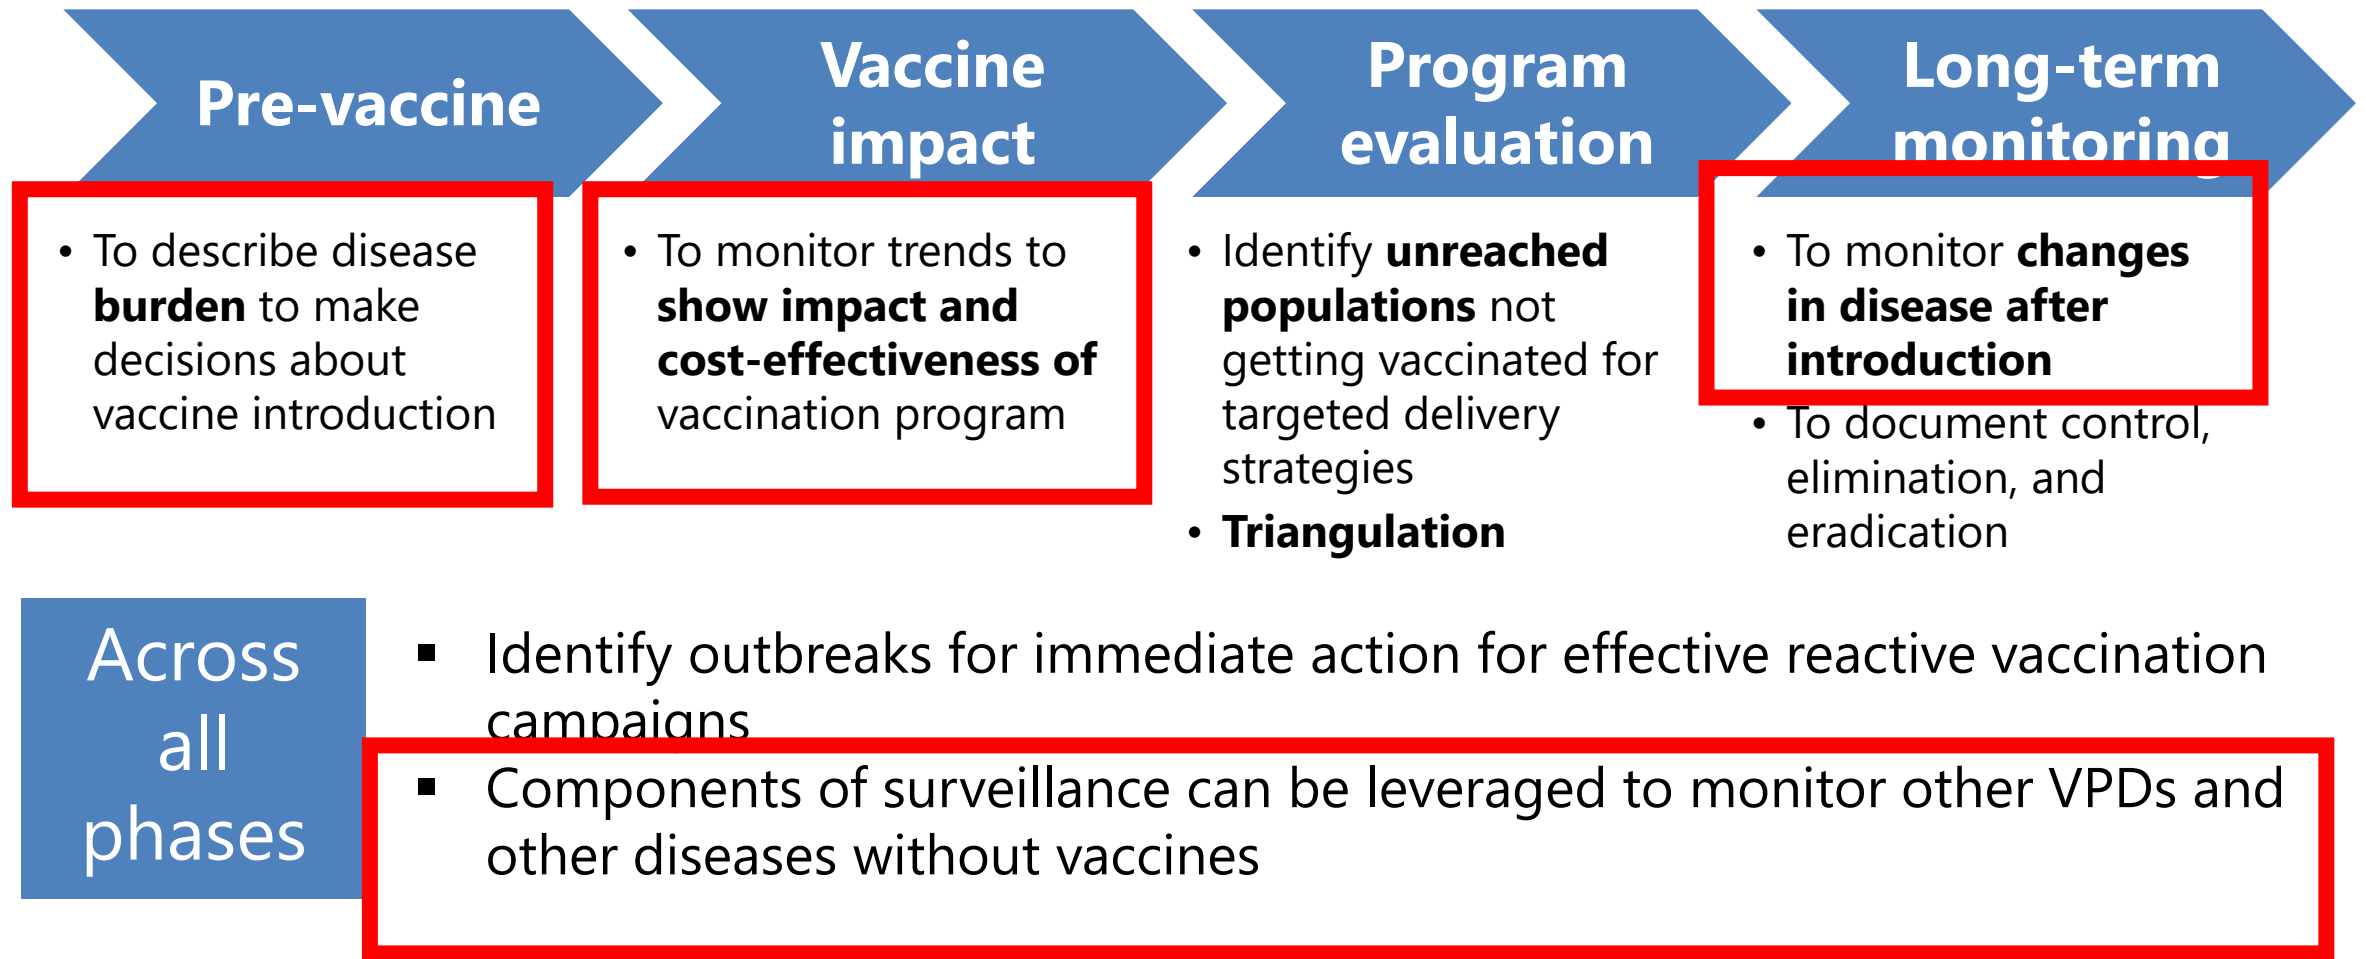 Pre-vaccine
Vaccine
impact
Program
evaluation
Long-term
monitoring
• To describe disease
burden to make
decisions about
vaccine introduction
• To monitor trends to
show impact and
cost-effectiveness of
vaccination program
• Identify unreached
populations not
getting vaccinated for
targeted delivery
strategies
• Triangulation
• To monitor changes
in disease after
introduction
• To document control,
elimination, and
eradication
Across
all
phases
▪ Identify outbreaks for immediate action for effective reactive vaccination
campaigns
▪ Components of surveillance can be leveraged to monitor other VPDs and
other diseases without vaccines